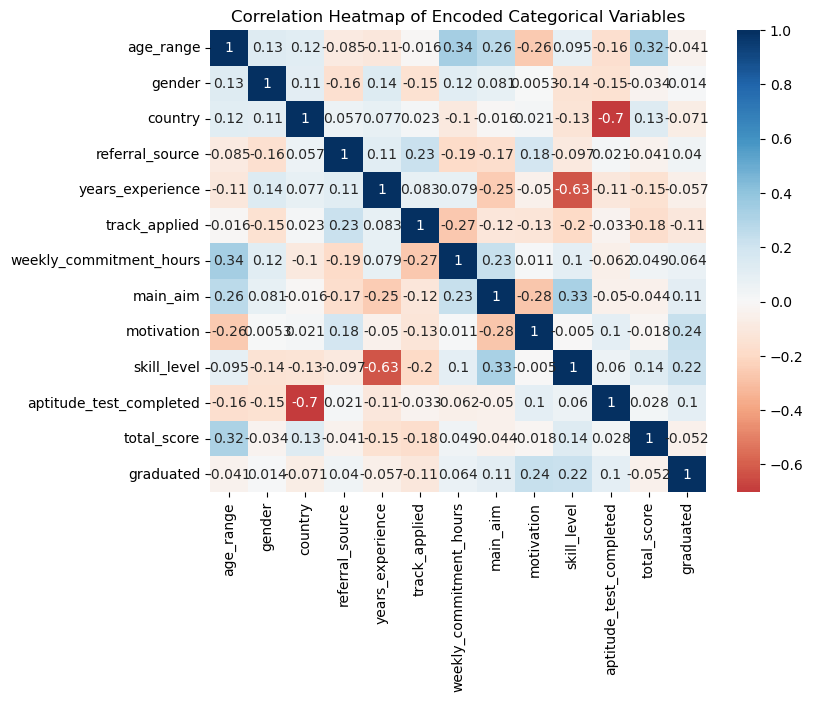 Correlation Heatmap of Encoded Categorical Variables
age_range 1 0.13 0.12 -0.085 -0.11 -0.016 0.34 0.26 -0.26 0.095 -0.16 0.32 -0.041
gender 0.13 1 0.11 -0.16 0.14 -0.15 0.12 0.081 0.0053 -0.14 -0.15 -0.034 0.014
country 0.12 0.11 1 0.057 0.077 0.023 -0.1 -0.016 0.021 -0.13 -0.7 0.13 -0.071
referral_source -0.085 -0.16 0.057 1 0.11 0.23 -0.19 -0.17 0.18 -0.097 0.021 -0.041 0.04
years_experience -0.11 0.14 0.077 0.11 1 0.083 0.079 -0.25 -0.05 -0.63 -0.11 -0.15 -0.057
track_applied -0.016 -0.15 0.023 0.23 0.083 1 -0.27 -0.12 -0.13 -0.2 -0.033 -0.18 -0.11
weekly_commitment_hours 0.34 0.12 -0.1 -0.19 0.079 -0.27 1 0.23 0.011 0.1 -0.062 0.049 0.064
main_aim 0.26 0.081 -0.016 -0.17 -0.25 -0.12 0.23 1 -0.28 0.33 -0.05 -0.044 0.11
motivation -0.26 0.0053 0.021 0.18 -0.05 -0.13 0.011 -0.28 1 -0.005 0.1 -0.018 0.24
skill_level 0.095 -0.14 -0.13 -0.097 -0.63 -0.2 0.1 0.33 -0.005 1 0.06 0.14 0.22
aptitude_test_completed -0.16 -0.15 -0.7 0.021 -0.11 -0.033 -0.062 -0.05 0.1 0.06 1 0.028 0.1
total_score 0.32 -0.034 0.13 -0.041 -0.15 -0.18 0.049 -0.044 -0.018 0.14 0.028 1 -0.052
graduated -0.041 0.014 -0.071 0.04 -0.057 -0.11 0.064 0.11 0.24 0.22 0.1 -0.052 1
age_range
gender
country
referral_source
years_experience
track_applied
weekly_commitment_hours
main_aim
motivation
skill_level
aptitude_test_completed
total_score
graduated
1.0
0.8
0.6
0.4
0.2
0.0
−0.2
−0.4
−0.6